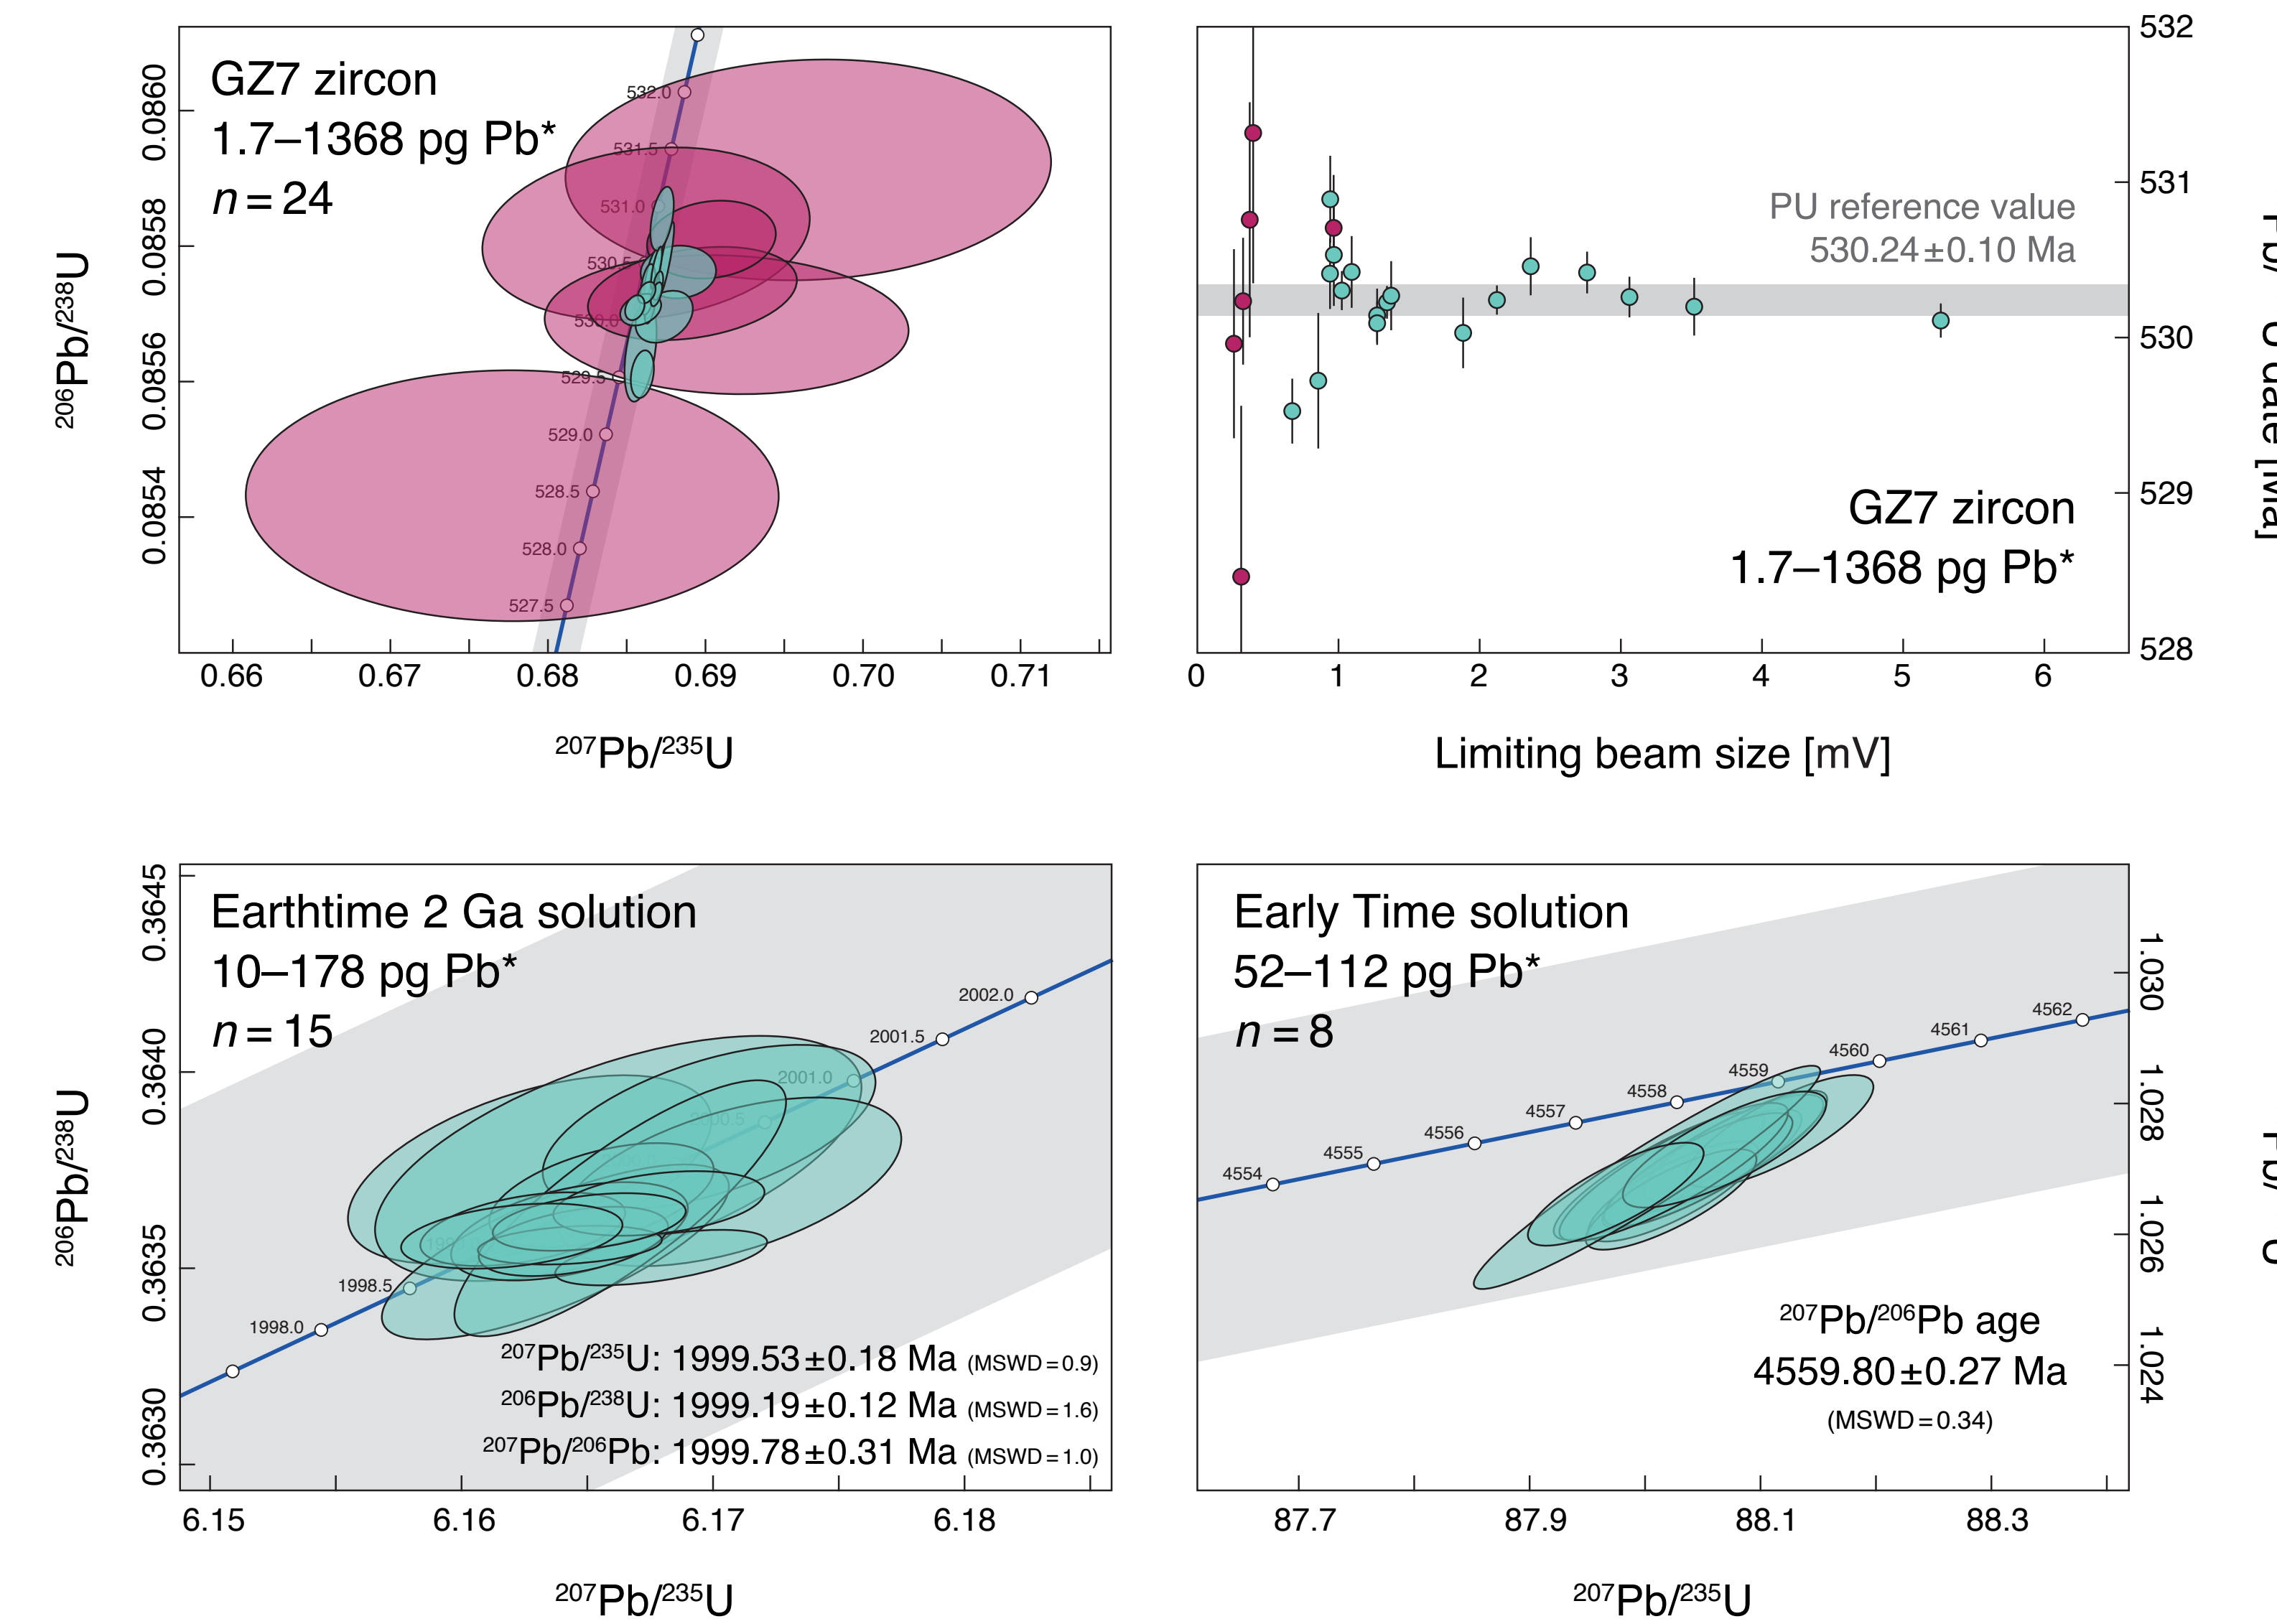 GZ7 zircon
1.7–1368 pg Pb*
n = 24
532.0
531.5
531.0
530.5
530.0
529.5
529.0
528.5
528.0
527.5
0.0860
0.0858
0.0856
0.0854
206Pb/238U
0.66 0.67 0.68 0.69 0.70 0.71
207Pb/235U
532
531
530
529
528
PU reference value
530.24±0.10 Ma
GZ7 zircon
1.7–1368 pg Pb*
0 1 2 3 4 5 6
Limiting beam size [mV]
Earthtime 2 Ga solution
10–178 pg Pb*
n = 15
2002.0
2001.5
2001.0
2000.5
1998.5
1998.0
207Pb/235U: 1999.53±0.18 Ma (MSWD=0.9)
206Pb/238U: 1999.19±0.12 Ma (MSWD=1.6)
207Pb/206Pb: 1999.78±0.31 Ma (MSWD=1.0)
0.3645
0.3640
0.3635
0.3630
206Pb/238U
6.15 6.16 6.17 6.18
207Pb/235U
Early Time solution
52–112 pg Pb*
n = 8
4562
4561
4560
4559
4558
4557
4556
4555
4554
207Pb/206Pb age
4559.80±0.27 Ma
(MSWD=0.34)
1.030
1.028
1.026
1.024
87.7 87.9 88.1 88.3
207Pb/235U